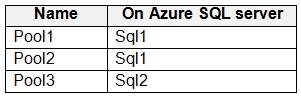 Name On Azure SQL server
Pool1 Sql1
Pool2 Sql1
Pool3 Sql2